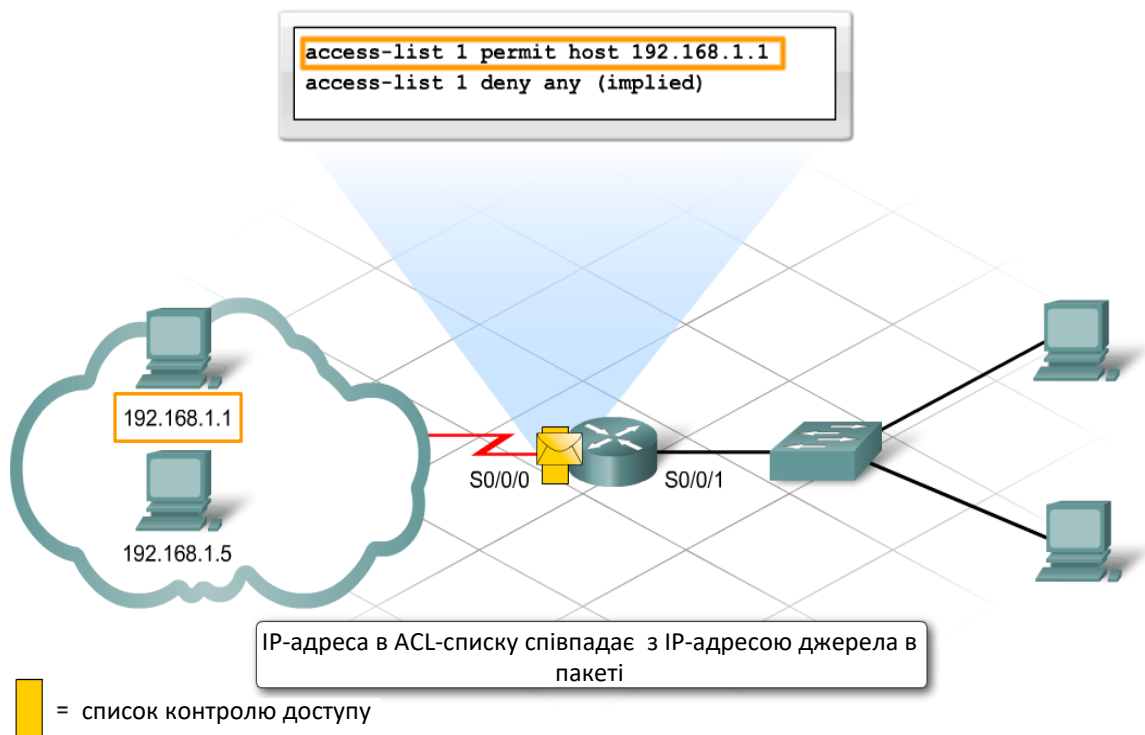 access-list 1 permit host 192.168.1.1
access-list 1 deny any (implied)
192.168.1.1
S0/0/0
S0/0/1
192.168.1.5
IP-адреса в ACL-списку співпадає з IP-адресою джерела в
пакеті
= список контролю доступу